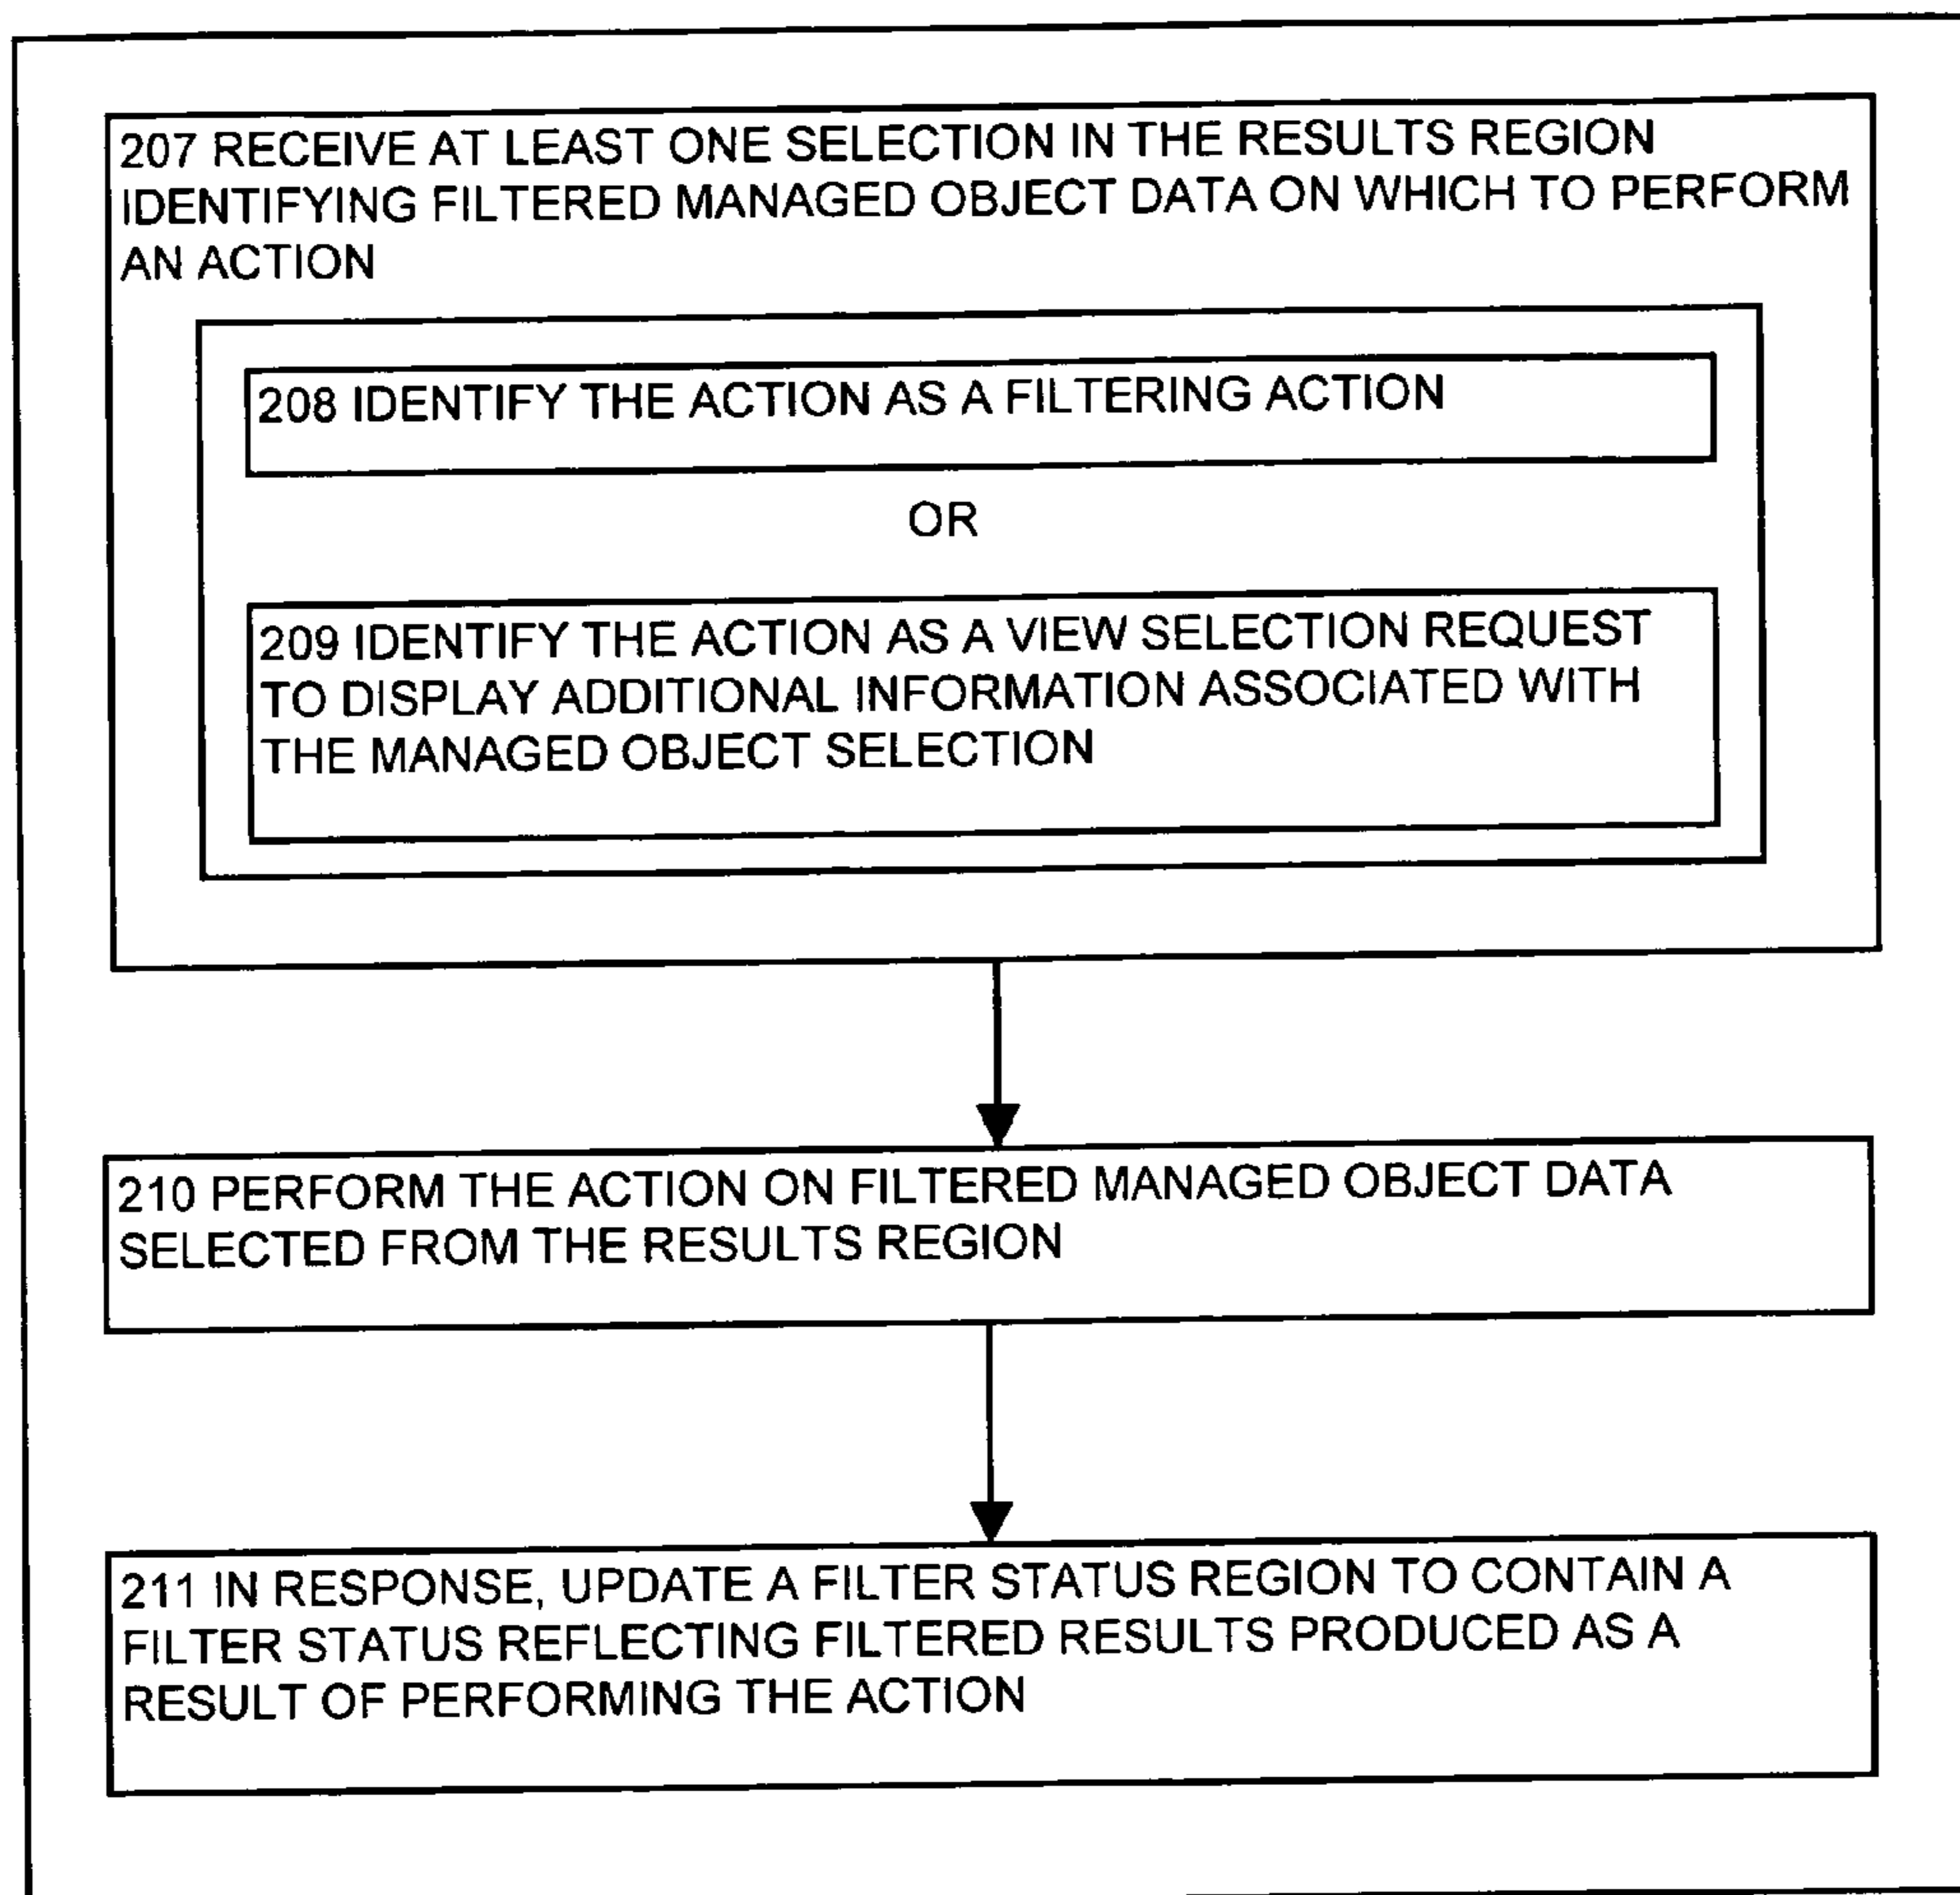 207 RECEIVE AT LEAST ONE SELECTION IN THE RESULTS REGION
IDENTIFYING FILTERED MANAGED OBJECT DATA ON WHICH TO PERFORM
AN ACTION
208 IDENTIFY THE ACTION AS A FILTERING ACTION
OR
209 IDENTIFY THE ACTION AS A VIEW SELECTION REQUEST
TO DISPLAY ADDITIONAL INFORMATION ASSOCIATED WITH
THE MANAGED OBJECT SELECTION
210 PERFORM THE ACTION ON FILTERED MANAGED OBJECT DATA
SELECTED FROM THE RESULTS REGION
211 IN RESPONSE, UPDATE A FILTER STATUS REGION TO CONTAIN A
FILTER STATUS REFLECTING FILTERED RESULTS PRODUCED AS A
RESULT OF PERFORMING THE ACTION